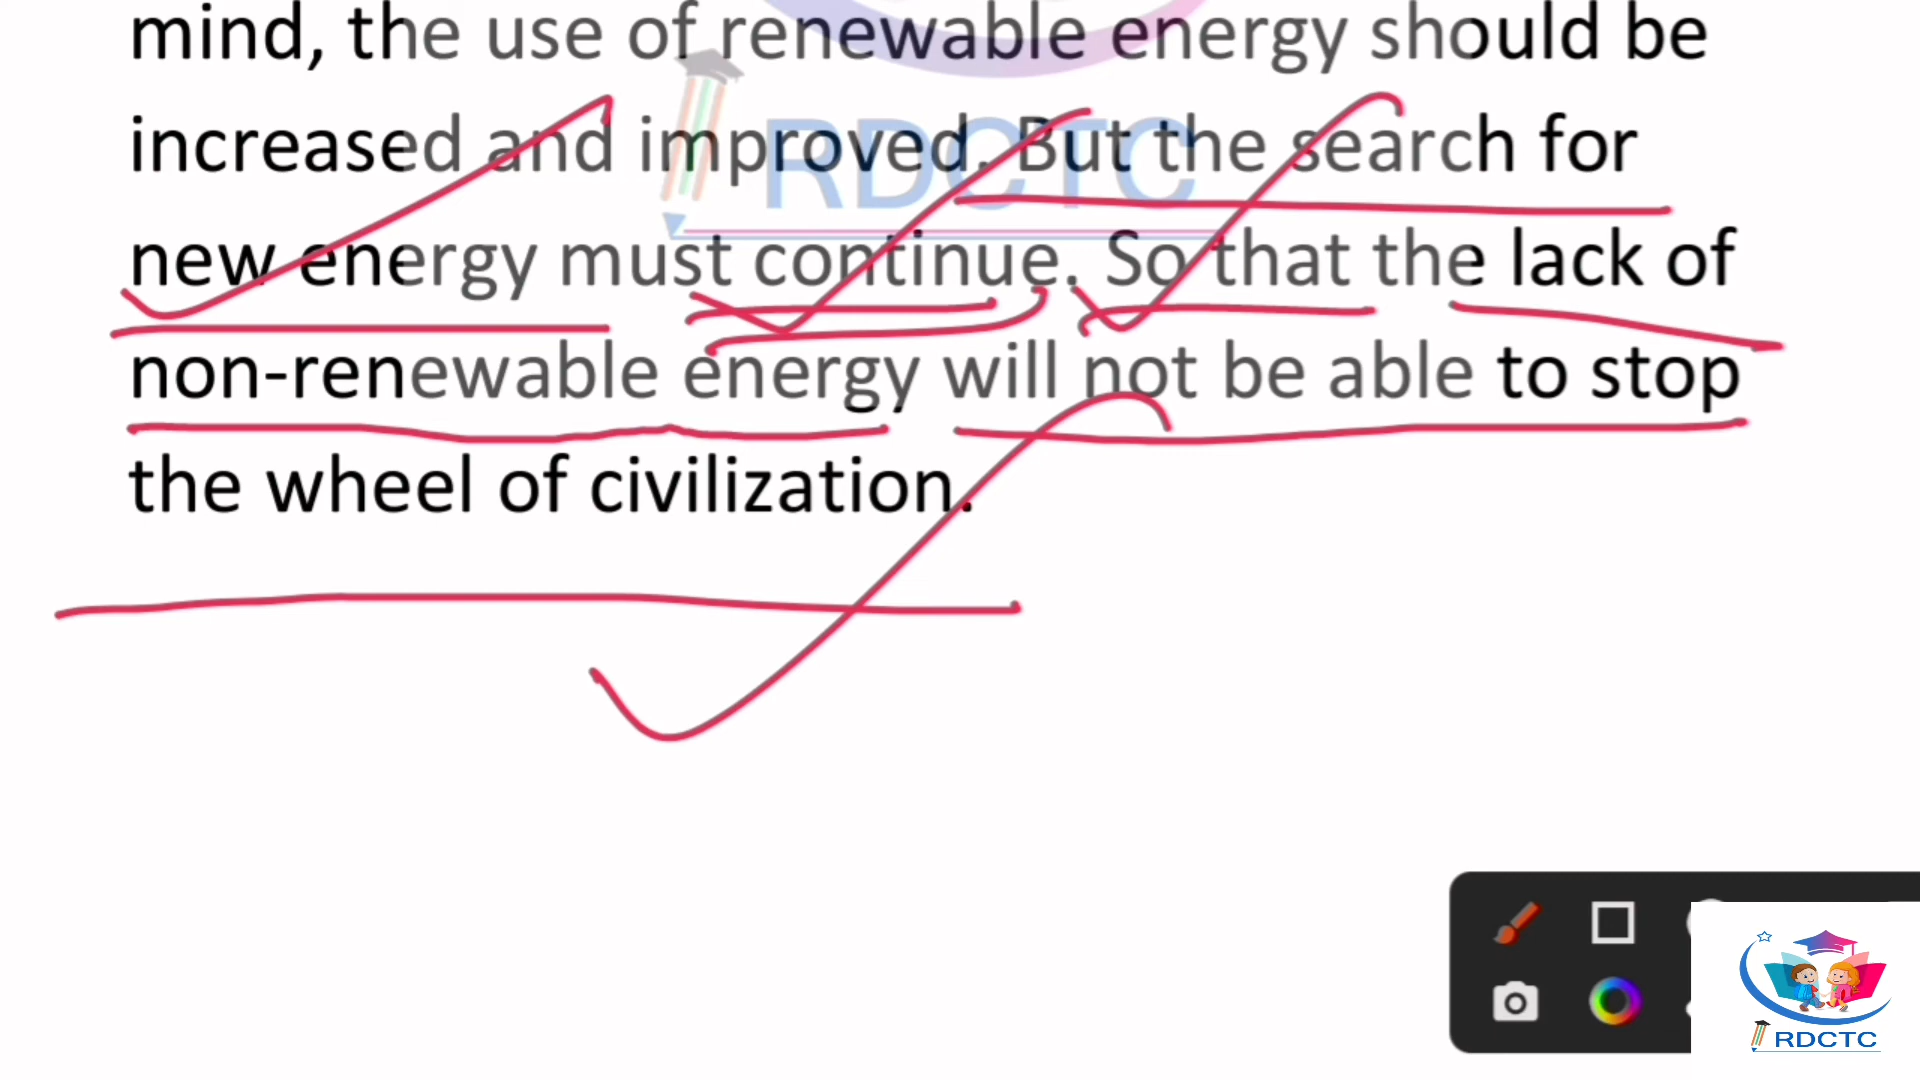 mind, the use of renewable energy should be
increased and improved. But the search for
new energy must continue. So that the lack of
non-renewable energy will not be able to stop
the wheel of civilization.
RDCTC
RDCTC